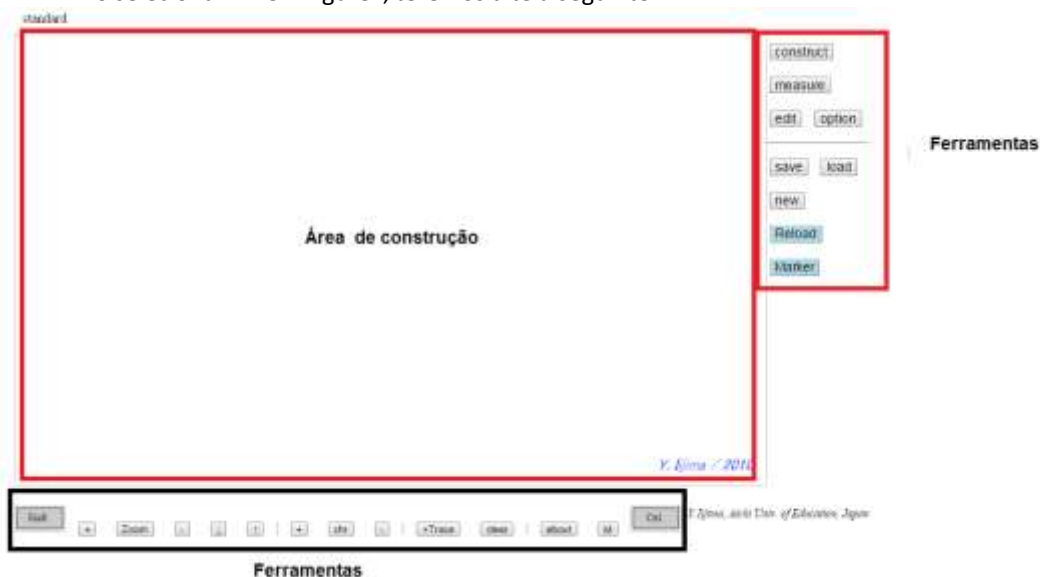 standard
construct
measure
edit option
Ferramentas
save load
new
Reload
Marker
Área de construção
Y. Iijima / 2010
+ Zoom - ↓ ↑ | + chr - | +Trace clear | about
Ferramentas